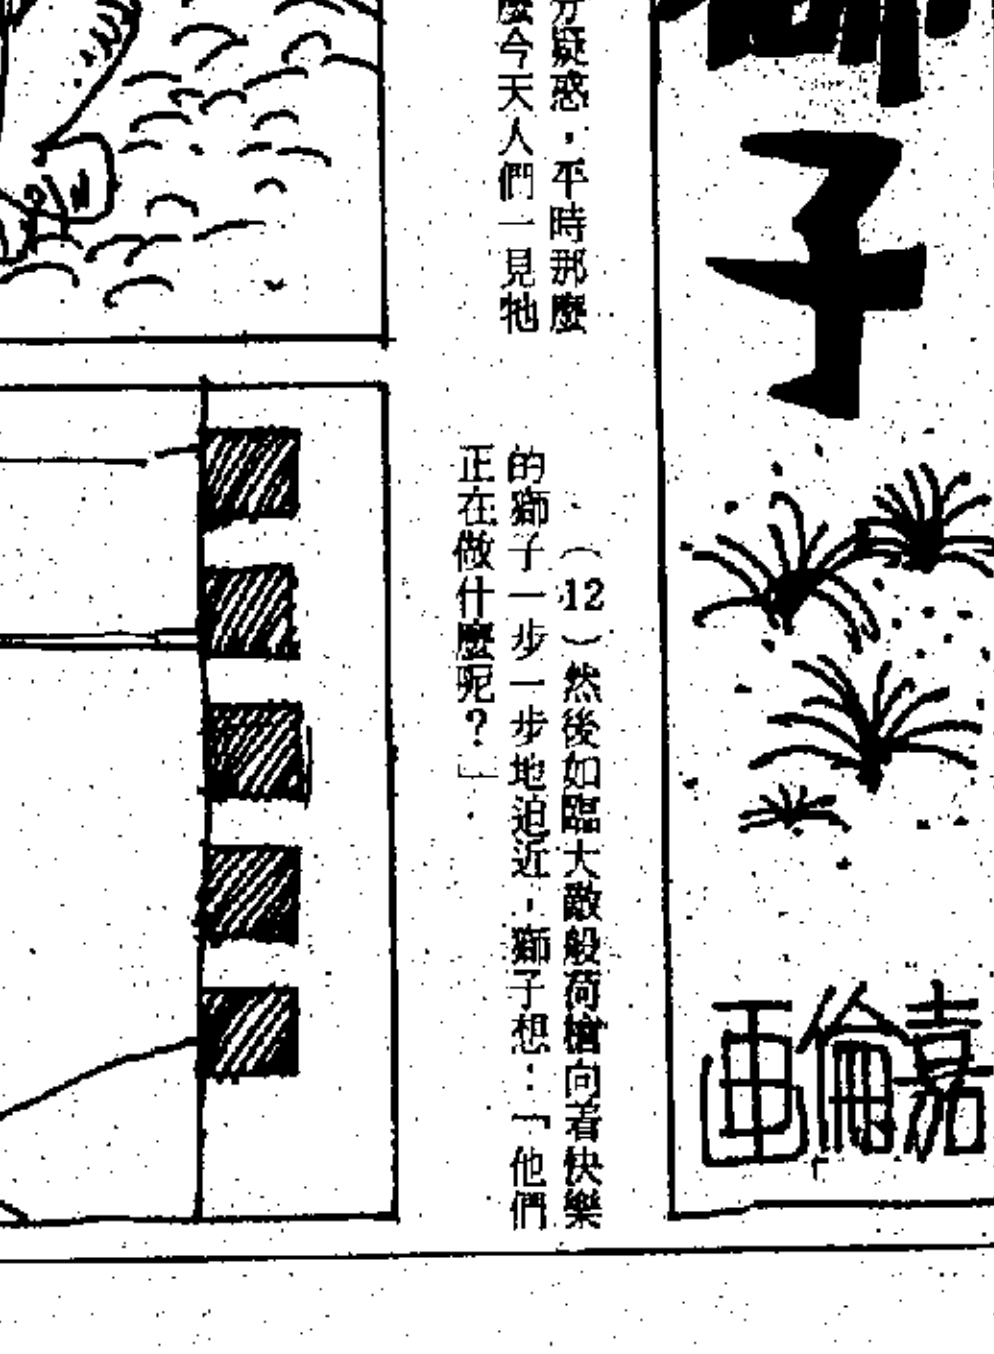 子
嘉倫画
疑惑，平時那麼
麼今天人們一見牠
（12）然後如臨大敵般荷槍向着快樂
的獅子一步一步地迫近，獅子想：「他們
正在做什麼呢？」